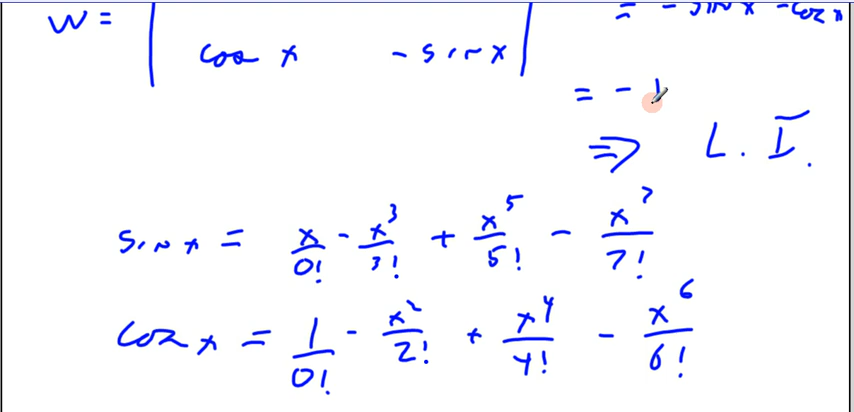 W = | = - sin x - cos x
| cos x - sin x |
= - 1
⇒ L. I.
sin x = x/0! - x^3/3! + x^5/5! - x^7/7!
cos x = 1/0! - x^2/2! + x^4/4! - x^6/6!